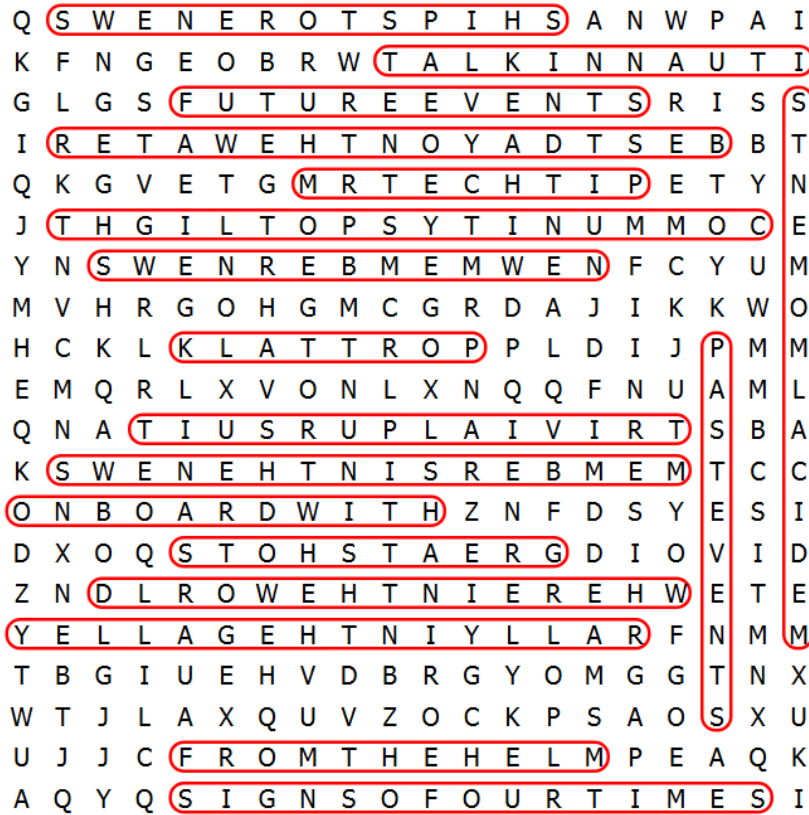 Q S W E N E R O T S P I H S A N W P A I
K F N G E O B R W T A L K I N N A U T I
G L G S F U T U R E E V E N T S R I S S
I R E T A W E H T N O Y A D T S E B B T
Q K G V E T G M R T E C H T I P E T Y N
J T H G I L T O P S Y T I N U M M O C E
Y N S W E N R E B M E M W E N F C Y U M
M V H R G O H G M C G R D A J I K K W O
H C K L K L A T T R O P P L D I J P M M
E M Q R L X V O N L X N Q Q F N U A M L
Q N A T I U S R U P L A I V I R T S B A
K S W E N E H T N I S R E B M E M T C C
O N B O A R D W I T H Z N F D S Y E S I
D X O Q S T O H S T A E R G D I O V I D
Z N D L R O W E H T N I E R E H W E T E
Y E L L A G E H T N I Y L L A R F N M M
T B G I U E H V D B R G Y O M G G T N X
W T J L A X Q U V Z O C K P S A O S X U
U J J C F R O M T H E H E L M P E A Q K
A Q Y Q S I G N S O F O U R T I M E S I